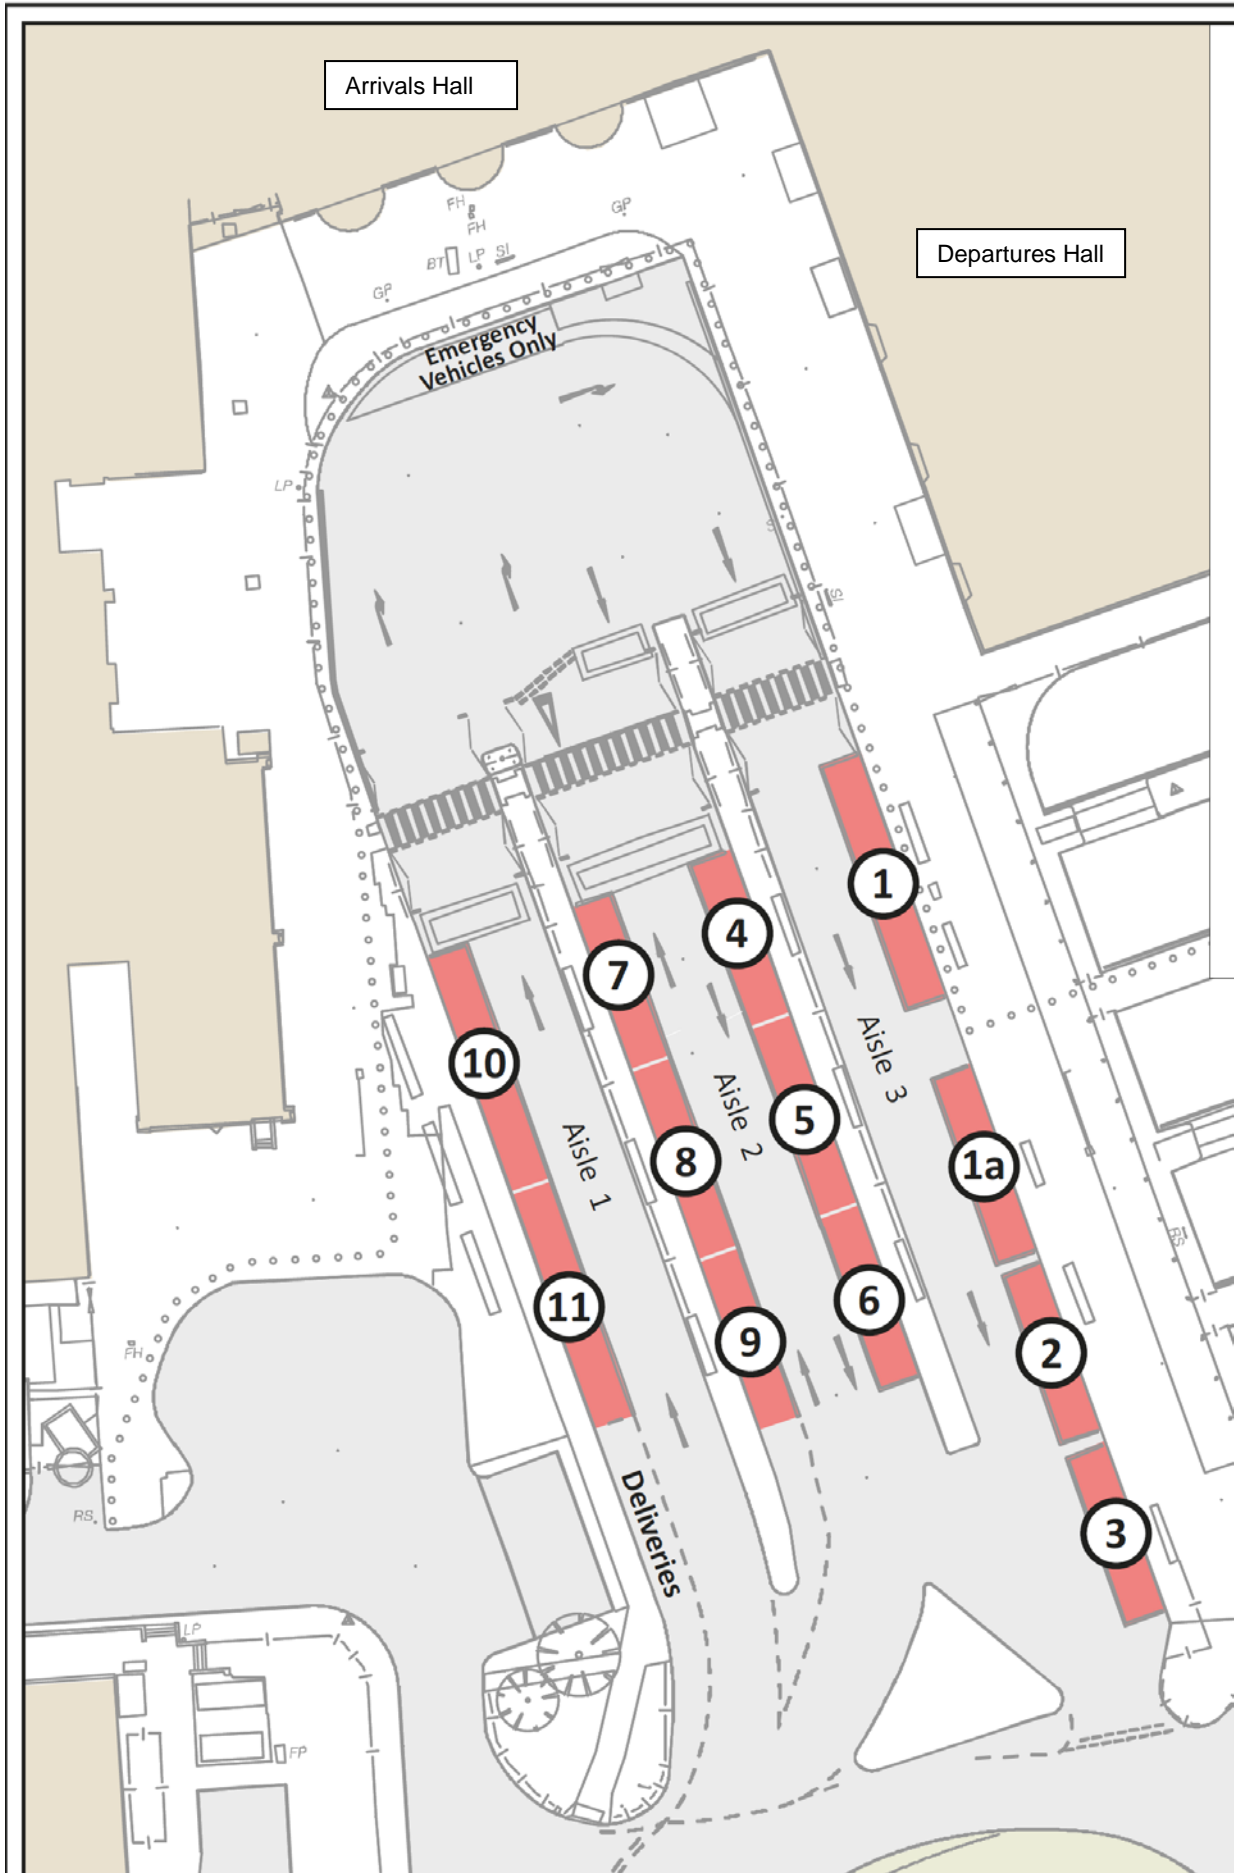 Arrivals Hall
Departures Hall
FH
FH
GP
BT
LP
SI
GP
Emergency
Vehicles Only
LP
SI
1
4
7
10
Aisle 3
Aisle 2
5
Aisle 1
8
1a
RS
11
6
9
2
FH
Deliveries
RS
3
LP
FP